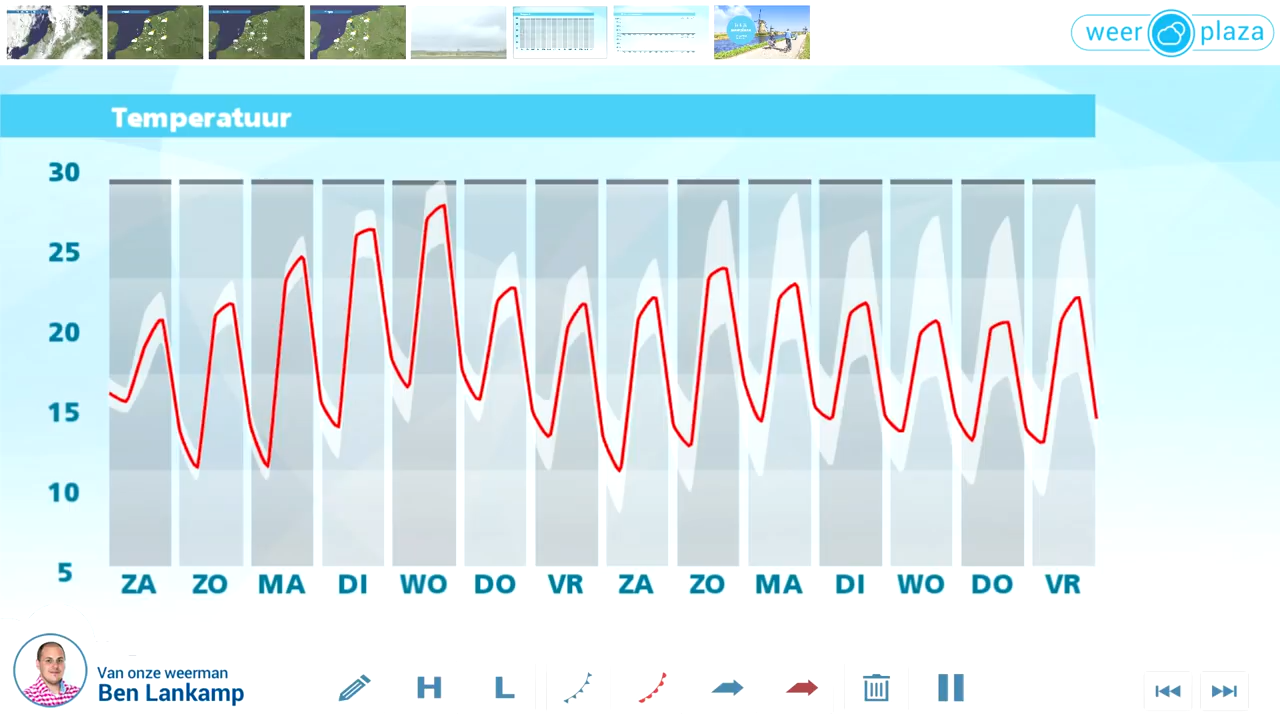 weer plaza
Temperatuur
30
25
20
15
10
5
ZA ZO MA DI WO DO VR ZA ZO MA DI WO DO VR
Van onze weerman
Ben Lankamp
H L